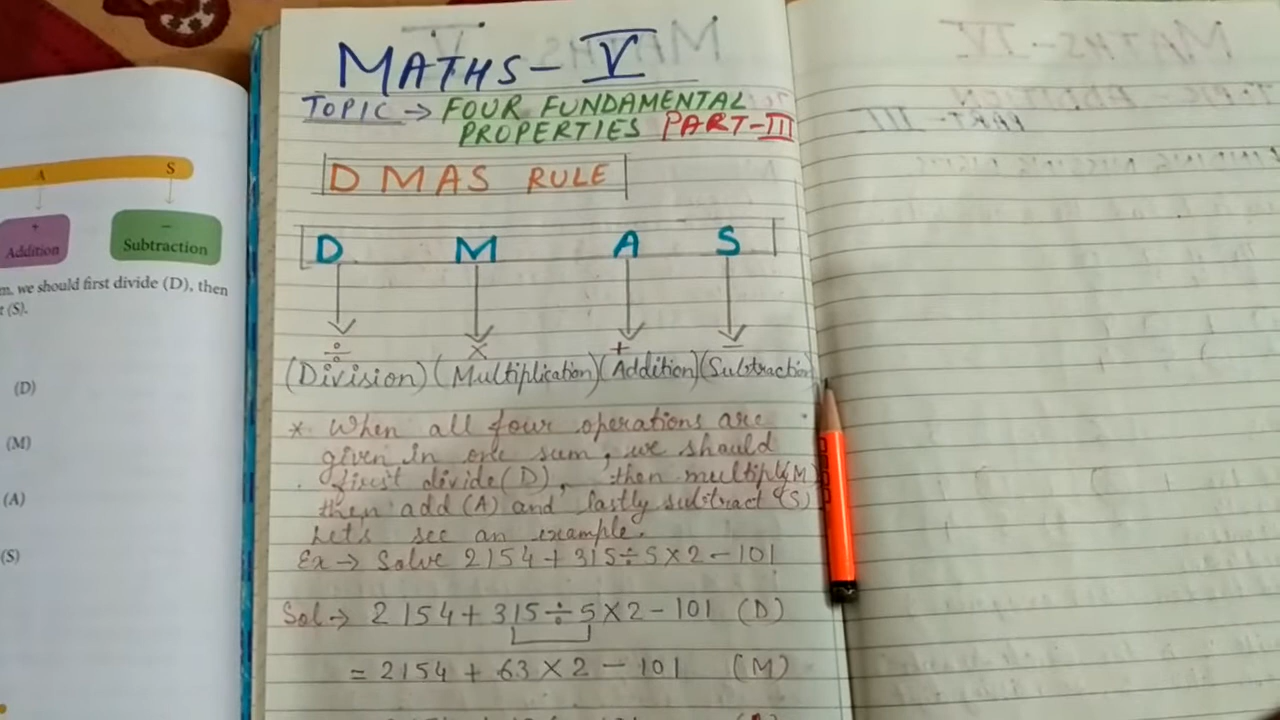 A S
+ −
Addition Subtraction
m, we should first divide (D), then
t (S).
(D)
(M)
(A)
(S)
MATHS - V
TOPIC → FOUR FUNDAMENTAL
PROPERTIES PART-III
DMAS RULE
D M A S
÷ × + −
(Division) (Multiplication) (Addition) (Subtraction)
* When all four operations are
given in one sum, we should
first divide (D), then multiply (M)
then add (A) and lastly subtract (S)
Let's see an example.
Ex → Solve 2154 + 315 ÷ 5 × 2 − 101
Sol → 2154 + 315 ÷ 5 × 2 − 101 (D)
= 2154 + 63 × 2 − 101 (M)